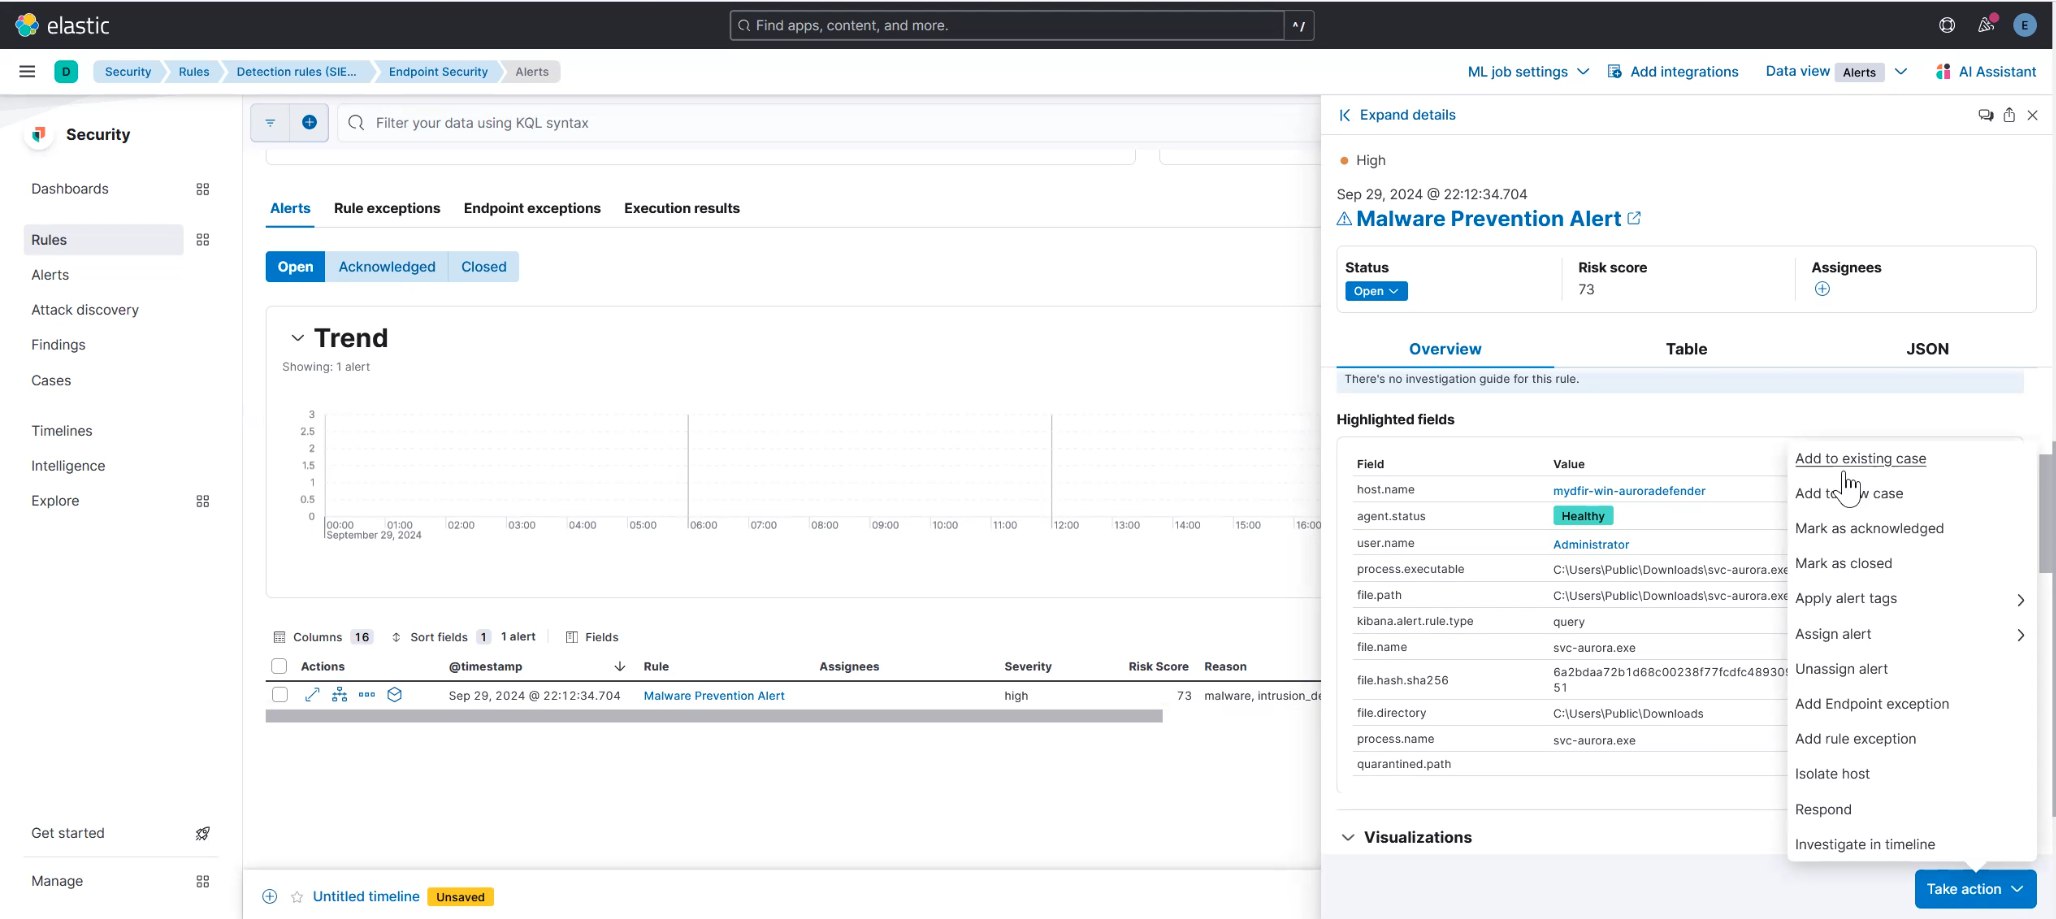 elastic
Find apps, content, and more.
^/
E
D
Security
Rules
Detection rules (SIE...
Endpoint Security
Alerts
ML job settings
Add integrations
Data view
Alerts
AI Assistant
Security
Dashboards
Rules
Alerts
Attack discovery
Findings
Cases
Timelines
Intelligence
Explore
Get started
Manage
Filter your data using KQL syntax
Alerts
Rule exceptions
Endpoint exceptions
Execution results
Open
Acknowledged
Closed
Trend
Showing: 1 alert
3
2.5
2
1.5
1
0.5
0
00:00 01:00 02:00 03:00 04:00 05:00 06:00 07:00 08:00 09:00 10:00 11:00 12:00 13:00 14:00 15:00 16:00
September 29, 2024
Columns 16 Sort fields 1 1 alert Fields
Actions @timestamp Rule Assignees Severity Risk Score Reason
Sep 29, 2024 @ 22:12:34.704 Malware Prevention Alert high 73 malware, intrusion_de
Untitled timeline Unsaved
Expand details
High
Sep 29, 2024 @ 22:12:34.704
Malware Prevention Alert
Status Risk score Assignees
Open 73
Overview Table JSON
There's no investigation guide for this rule.
Highlighted fields
Field Value
host.name mydfir-win-auroradefender
agent.status Healthy
user.name Administrator
process.executable C:\Users\Public\Downloads\svc-aurora.exe
file.path C:\Users\Public\Downloads\svc-aurora.exe
kibana.alert.rule.type query
file.name svc-aurora.exe
file.hash.sha256 6a2bdaa72b1d68c00238f77fcdfc489309
51
file.directory C:\Users\Public\Downloads
process.name svc-aurora.exe
quarantined.path
Visualizations
Add to existing case
Add to w case
Mark as acknowledged
Mark as closed
Apply alert tags
Assign alert
Unassign alert
Add Endpoint exception
Add rule exception
Isolate host
Respond
Investigate in timeline
Take action